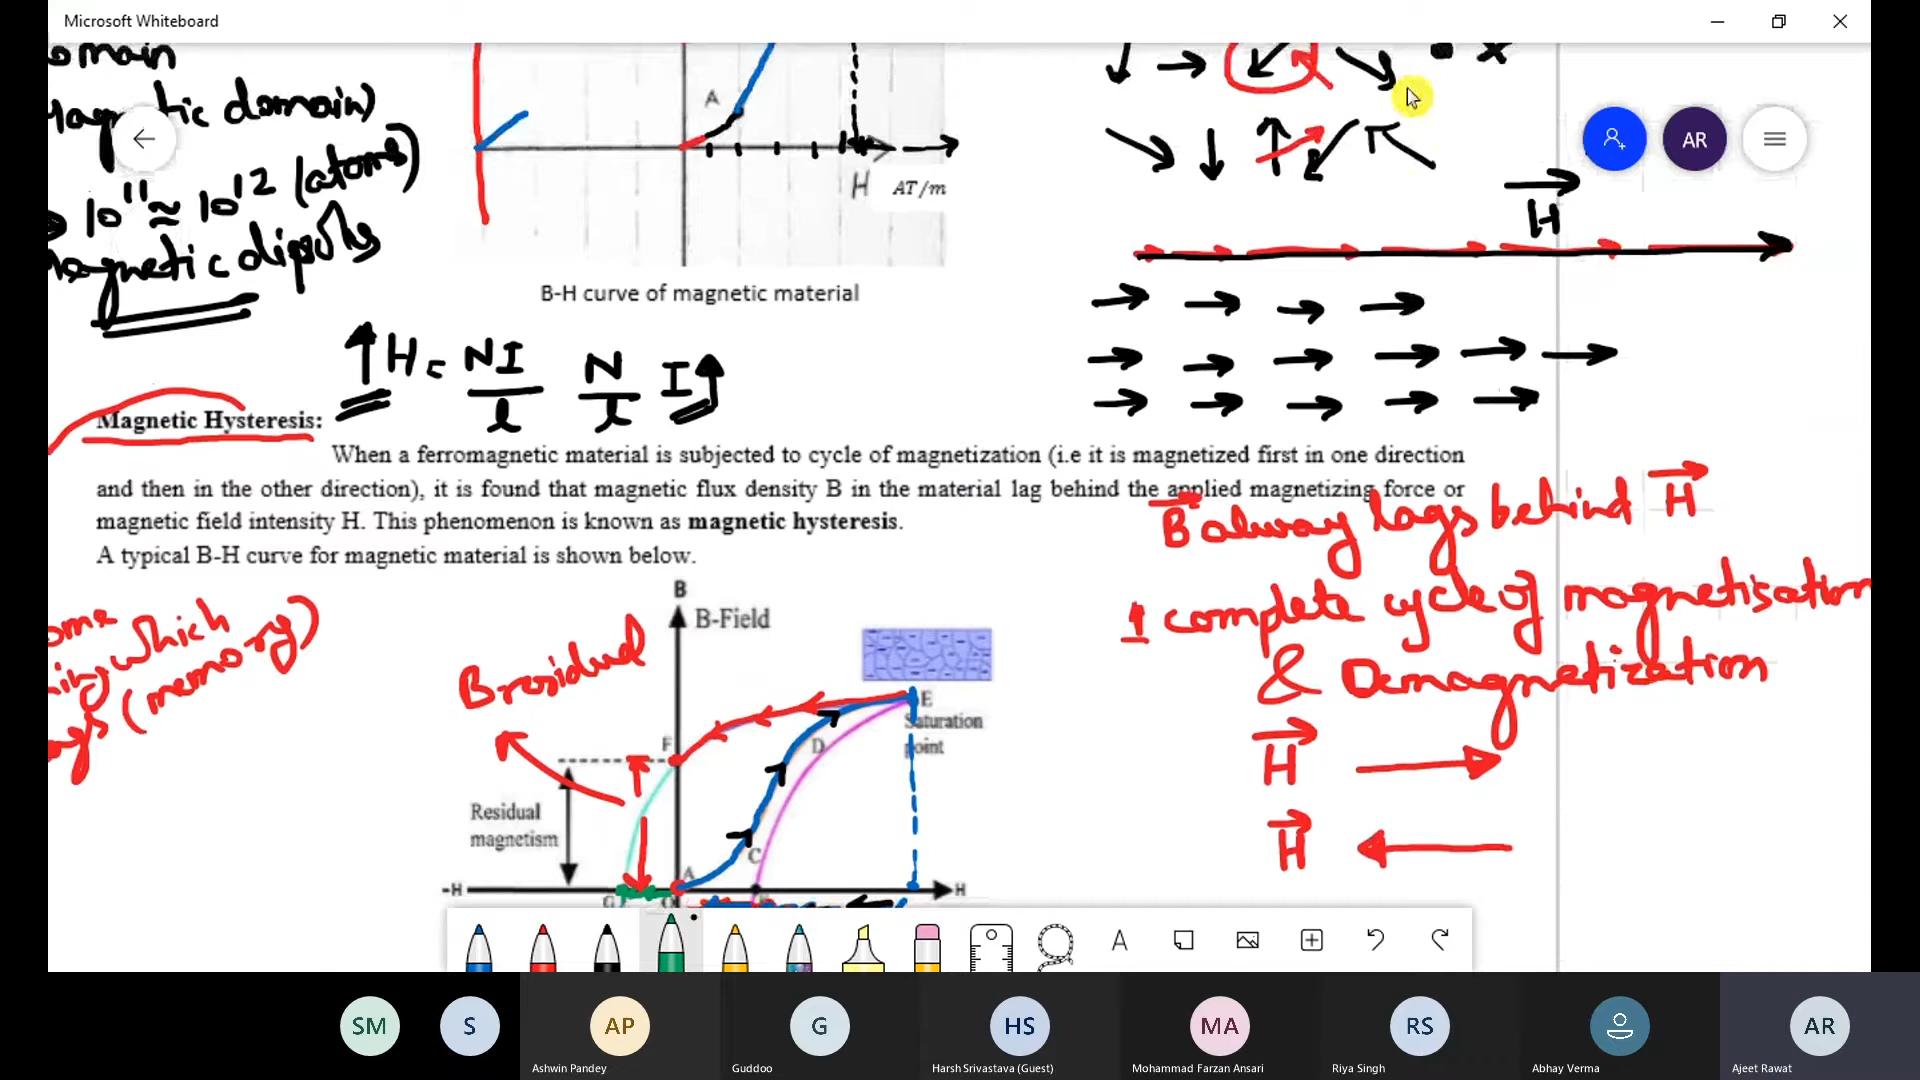 Microsoft Whiteboard
omain
agnetic domain)
10¹¹ ≈ 10¹² (atoms)
magnetic dipoles
A
H AT/m
B-H curve of magnetic material
H = NI/l N/l I
H
AR
Magnetic Hysteresis:
When a ferromagnetic material is subjected to cycle of magnetization (i.e it is magnetized first in one direction
and then in the other direction), it is found that magnetic flux density B in the material lag behind the applied magnetizing force or
magnetic field intensity H. This phenomenon is known as magnetic hysteresis.
A typical B-H curve for magnetic material is shown below.
B alway lags behind H
1 complete cycle of magnetisation
& Demagnetization
H
H
ome
ing which
ags (memory)
B residual
B
B-Field
E
Saturation
point
F
D
Residual
magnetism
C
A
-H
H
G
SM
S
AP
G
HS
MA
RS
AR
Ashwin Pandey
Guddoo
Harsh Srivastava (Guest)
Mohammad Farzan Ansari
Riya Singh
Abhay Verma
Ajeet Rawat